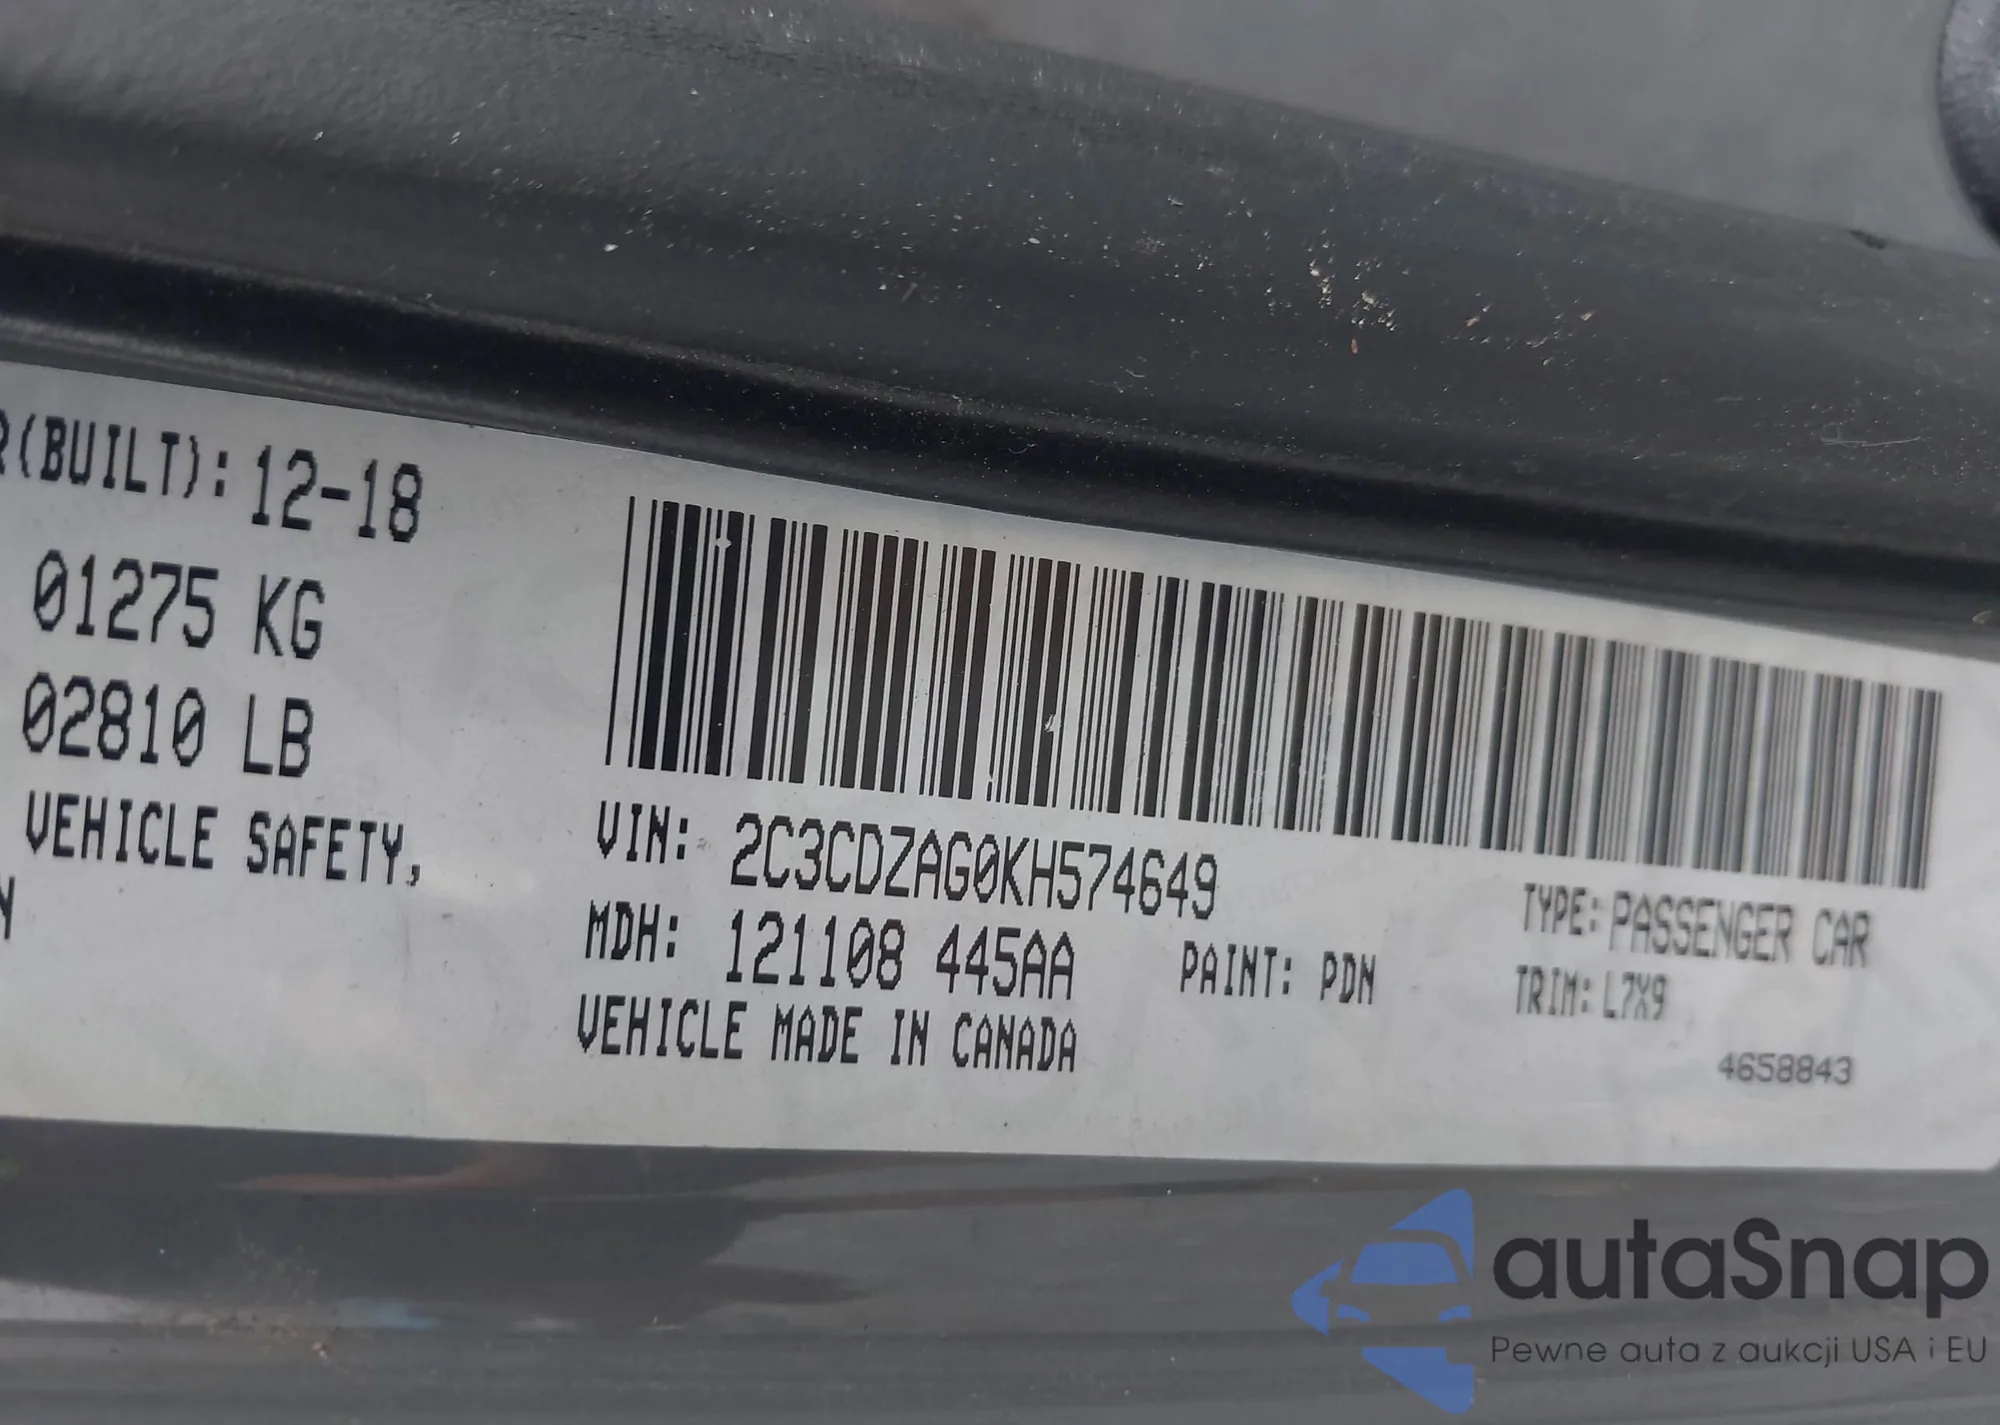 R(BUILT): 12-18
01275 KG
02810 LB
VEHICLE SAFETY,
N
VIN: 2C3CDZAG0KH574649
MDH: 121108 445AA
PAINT: PDN
VEHICLE MADE IN CANADA
TYPE: PASSENGER CAR
TRIM: L7X9
4658843
autaSnap
Pewne auta z aukcji USA i EU